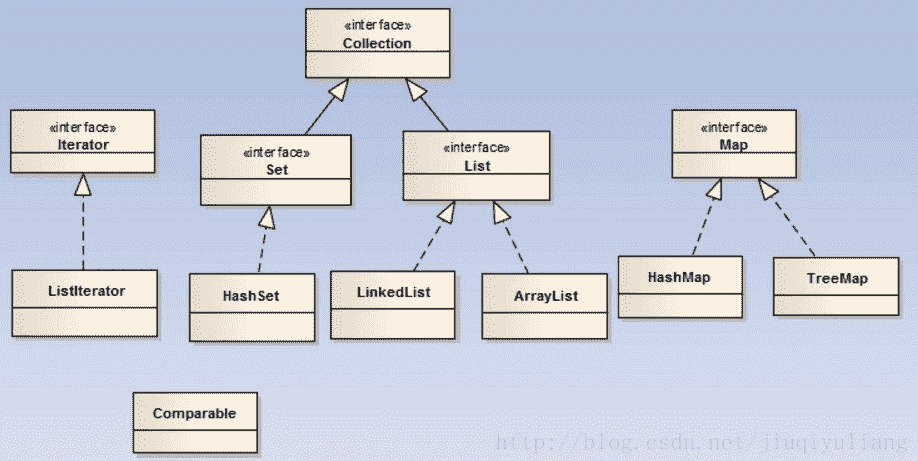 «interface»
Collection
«interface»
Iterator
«interface»
Set
«interface»
List
«interface»
Map
ListIterator
HashSet
LinkedList
ArrayList
HashMap
TreeMap
Comparable
http://blog.csdn.net/jiuqiyuliang